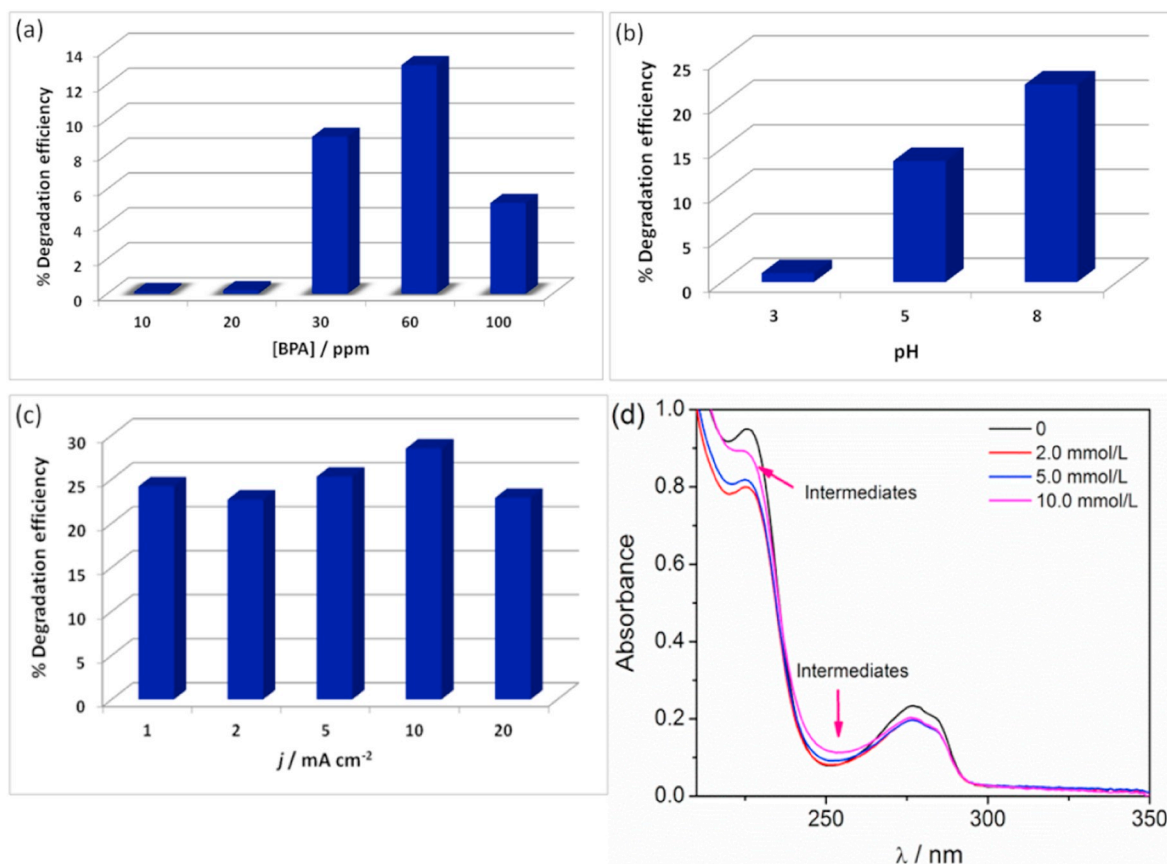 (a)
% Degradation efficiency
14
12
10
8
6
4
2
0
10 20 30 60 100
[BPA] / ppm
(b)
% Degradation efficiency
25
20
15
10
5
0
3 5 8
pH
(c)
% Degradation efficiency
30
25
20
15
10
5
0
1 2 5 10 20
j / mA cm⁻²
(d)
Absorbance
1.0
0.8
0.6
0.4
0.2
0.0
0
2.0 mmol/L
5.0 mmol/L
10.0 mmol/L
Intermediates
Intermediates
250 300 350
λ / nm